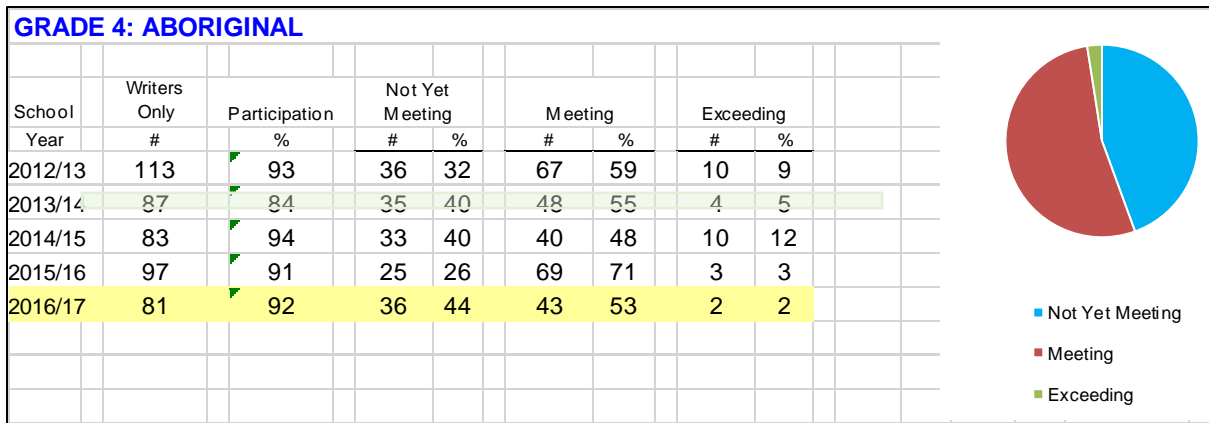 GRADE 4: ABORIGINAL
Writers Not Yet
School Only Participation Meeting Meeting Exceeding
Year # % # % # % # %
2012/13 113 93 36 32 67 59 10 9
2013/14 87 84 35 40 48 55 4 5
2014/15 83 94 33 40 40 48 10 12
2015/16 97 91 25 26 69 71 3 3
2016/17 81 92 36 44 43 53 2 2
Not Yet Meeting
Meeting
Exceeding